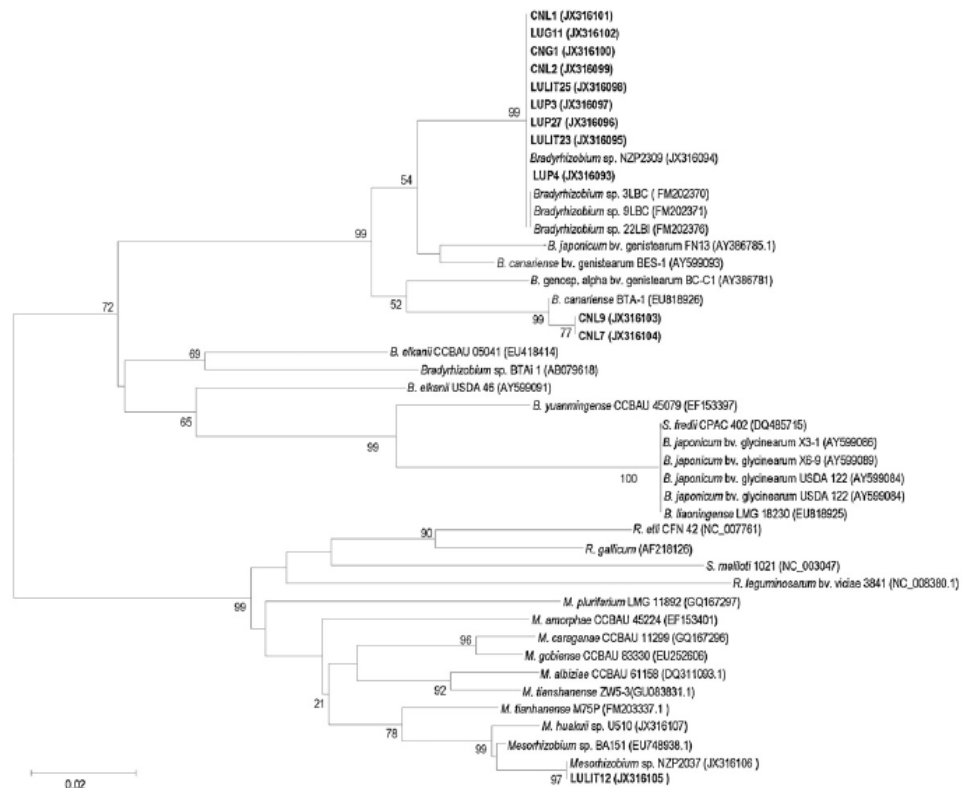 CNL1 (JX316101)
LUG11 (JX316102)
CNG1 (JX316100)
CNL2 (JX316099)
LULIT25 (JX316098)
LUP3 (JX316097)
99
LUP27 (JX316096)
LULIT23 (JX316095)
Bradyrhizobium sp. NZP2309 (JX316094)
LUP4 (JX316093)
54
Bradyrhizobium sp. 3LBC ( FM202370)
Bradyrhizobium sp. 9LBC (FM202371)
Bradyrhizobium sp. 22LBI (FM202376)
99
B. japonicum bv. genistearum FN13 (AY386785.1)
B. canariense bv. genistearum BES-1 (AY599093)
B. genosp. alpha bv. genistearum BC-C1 (AY386781)
52
B. canariense BTA-1 (EU818926)
72
99
CNL9 (JX316103)
77
CNL7 (JX316104)
69
B. elkanii CCBAU 05041 (EU418414)
Bradyrhizobium sp. BTAi 1 (AB079618)
B. elkanii USDA 46 (AY599091)
65
B. yuanmingense CCBAU 45079 (EF153397)
99
S. fredii CPAC 402 (DQ485715)
B. japonicum bv. glycinearum X3-1 (AY599086)
B. japonicum bv. glycinearum X6-9 (AY599089)
100
B. japonicum bv. glycinearum USDA 122 (AY599084)
B. japonicum bv. glycinearum USDA 122 (AY599084)
B. liaoningense LMG 18230 (EU818925)
90
R. etli CFN 42 (NC_007761)
R. gallicum (AF218126)
S. meliloti 1021 (NC_003047)
R. leguminosarum bv. viciae 3841 (NC_008380.1)
99
M. plurifarium LMG 11892 (GQ167297)
M. amorphae CCBAU 45224 (EF153401)
96
M. caraganae CCBAU 11299 (GQ167296)
M. gobiense CCBAU 83330 (EU252606)
M. albiziae CCBAU 61158 (DQ311093.1)
92
M. tianshanense ZW5-3(GU083831.1)
21
M. tianhanense M75P (FM203337.1 )
78
M. huakuii sp. U510 (JX316107)
99
Mesorhizobium sp. BA151 (EU748938.1)
Mesorhizobium sp. NZP2037 (JX316106 )
97
LULIT12 (JX316105 )
0.02